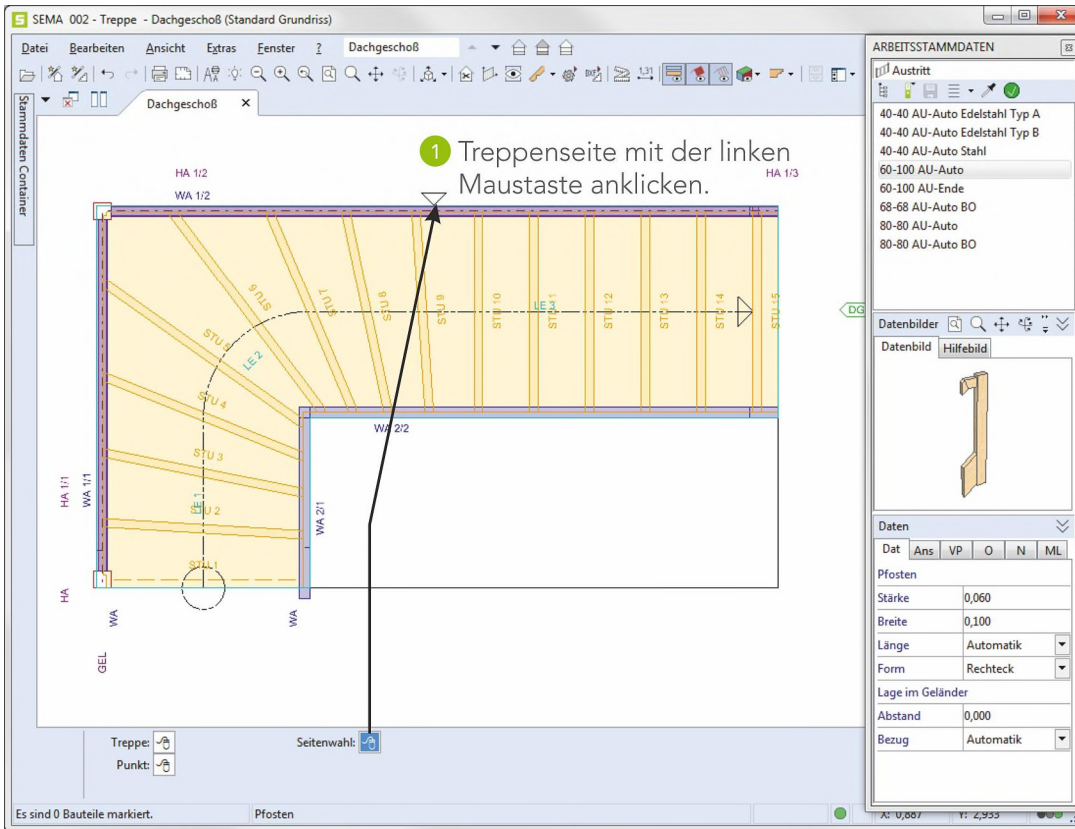 SEMA 002 - Treppe - Dachgeschoß (Standard Grundriss)
Datei Bearbeiten Ansicht Extras Fenster ? Dachgeschoß
Stammdaten Container
Dachgeschoß
1 Treppenseite mit der linken
Maustaste anklicken.
HA 1/2
HA 1/3
WA 1/2
STU 6
STU 7
STU 8
STU 9
STU 10
STU 11
LE 3
STU 12
STU 13
STU 14
STU 15
DG
STU 5
LE 2
STU 4
WA 2/2
STU 3
HA 1/1
WA 1/1
LE 1
STU 2
WA 2/1
STU 1
HA
WA
WA
GEL
Treppe:
Seitenwahl:
Punkt:
Es sind 0 Bauteile markiert.
Pfosten
ARBEITSSTAMMDATEN
Austritt
40-40 AU-Auto Edelstahl Typ A
40-40 AU-Auto Edelstahl Typ B
40-40 AU-Auto Stahl
60-100 AU-Auto
60-100 AU-Ende
68-68 AU-Auto BO
80-80 AU-Auto
80-80 AU-Auto BO
Datenbilder
Datenbild Hilfebild
Daten
Dat Ans VP O N ML
Pfosten
Stärke 0,060
Breite 0,100
Länge Automatik
Form Rechteck
Lage im Geländer
Abstand 0,000
Bezug Automatik
X: 0,887 Y: 2,933